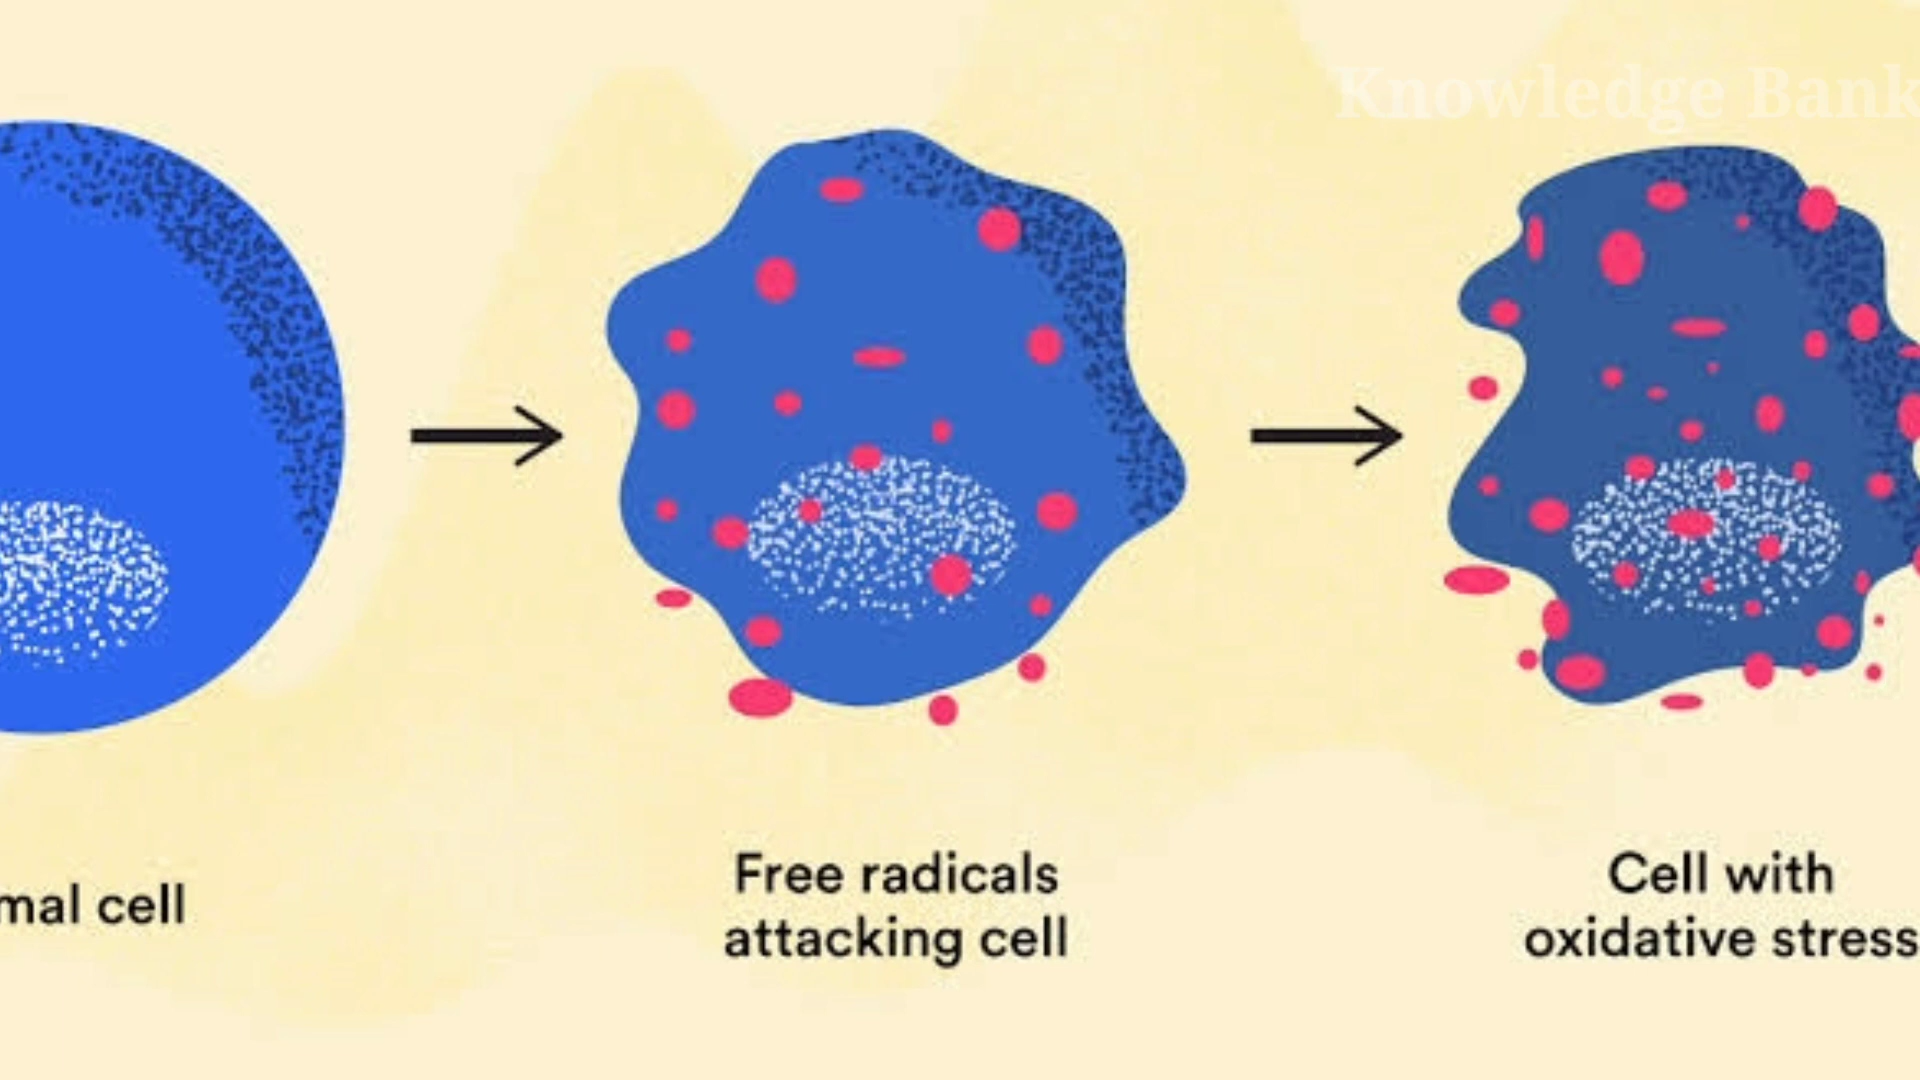 Knowledge Bank
mal cell
Free radicals
attacking cell
Cell with
oxidative stress